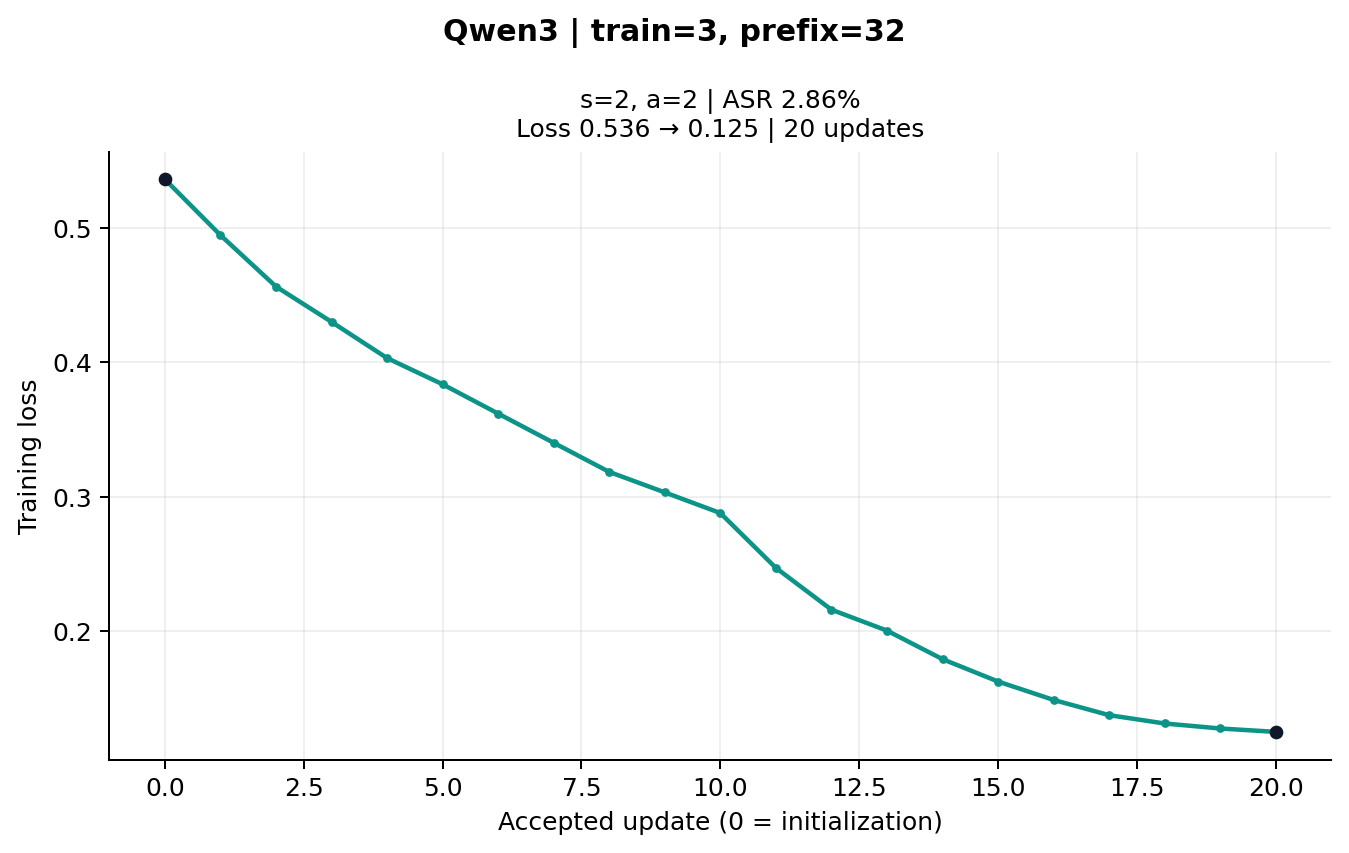 Qwen3 | train=3, prefix=32
s=2, a=2 | ASR 2.86%
Loss 0.536 → 0.125 | 20 updates
Training loss
0.5
0.4
0.3
0.2
0.0 2.5 5.0 7.5 10.0 12.5 15.0 17.5 20.0
Accepted update (0 = initialization)